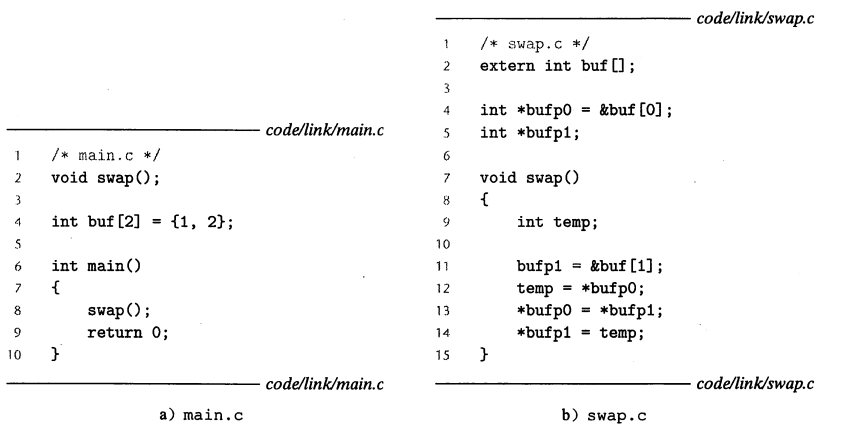 code/link/main.c
1 /* main.c */
2 void swap();
3
4 int buf[2] = {1, 2};
5
6 int main()
7 {
8     swap();
9     return 0;
10 }
code/link/main.c
a) main.c
code/link/swap.c
1 /* swap.c */
2 extern int buf[];
3
4 int *bufp0 = &buf[0];
5 int *bufp1;
6
7 void swap()
8 {
9     int temp;
10
11     bufp1 = &buf[1];
12     temp = *bufp0;
13     *bufp0 = *bufp1;
14     *bufp1 = temp;
15 }
code/link/swap.c
b) swap.c